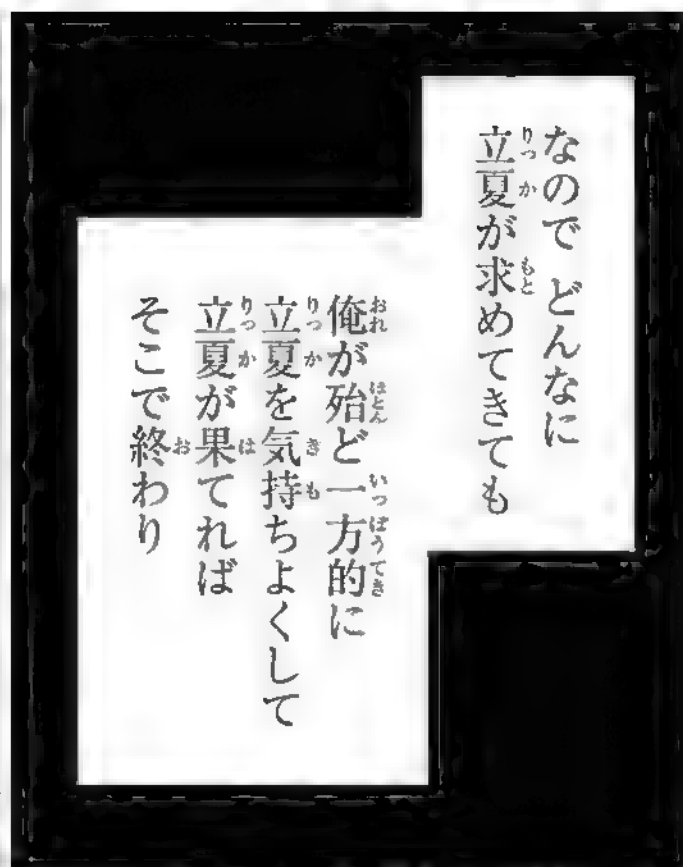 なので どんなに
立夏が求めてきても
俺が殆ど一方的に
立夏を気持ちよくして
立夏が果てれば
そこで終わり